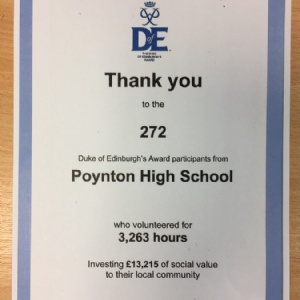 DofE
THE DUKE
OF EDINBURGH'S
AWARD
Thank you
to the
272
Duke of Edinburgh's Award participants from
Poynton High School
who volunteered for
3,263 hours
Investing £13,215 of social value
to their local community